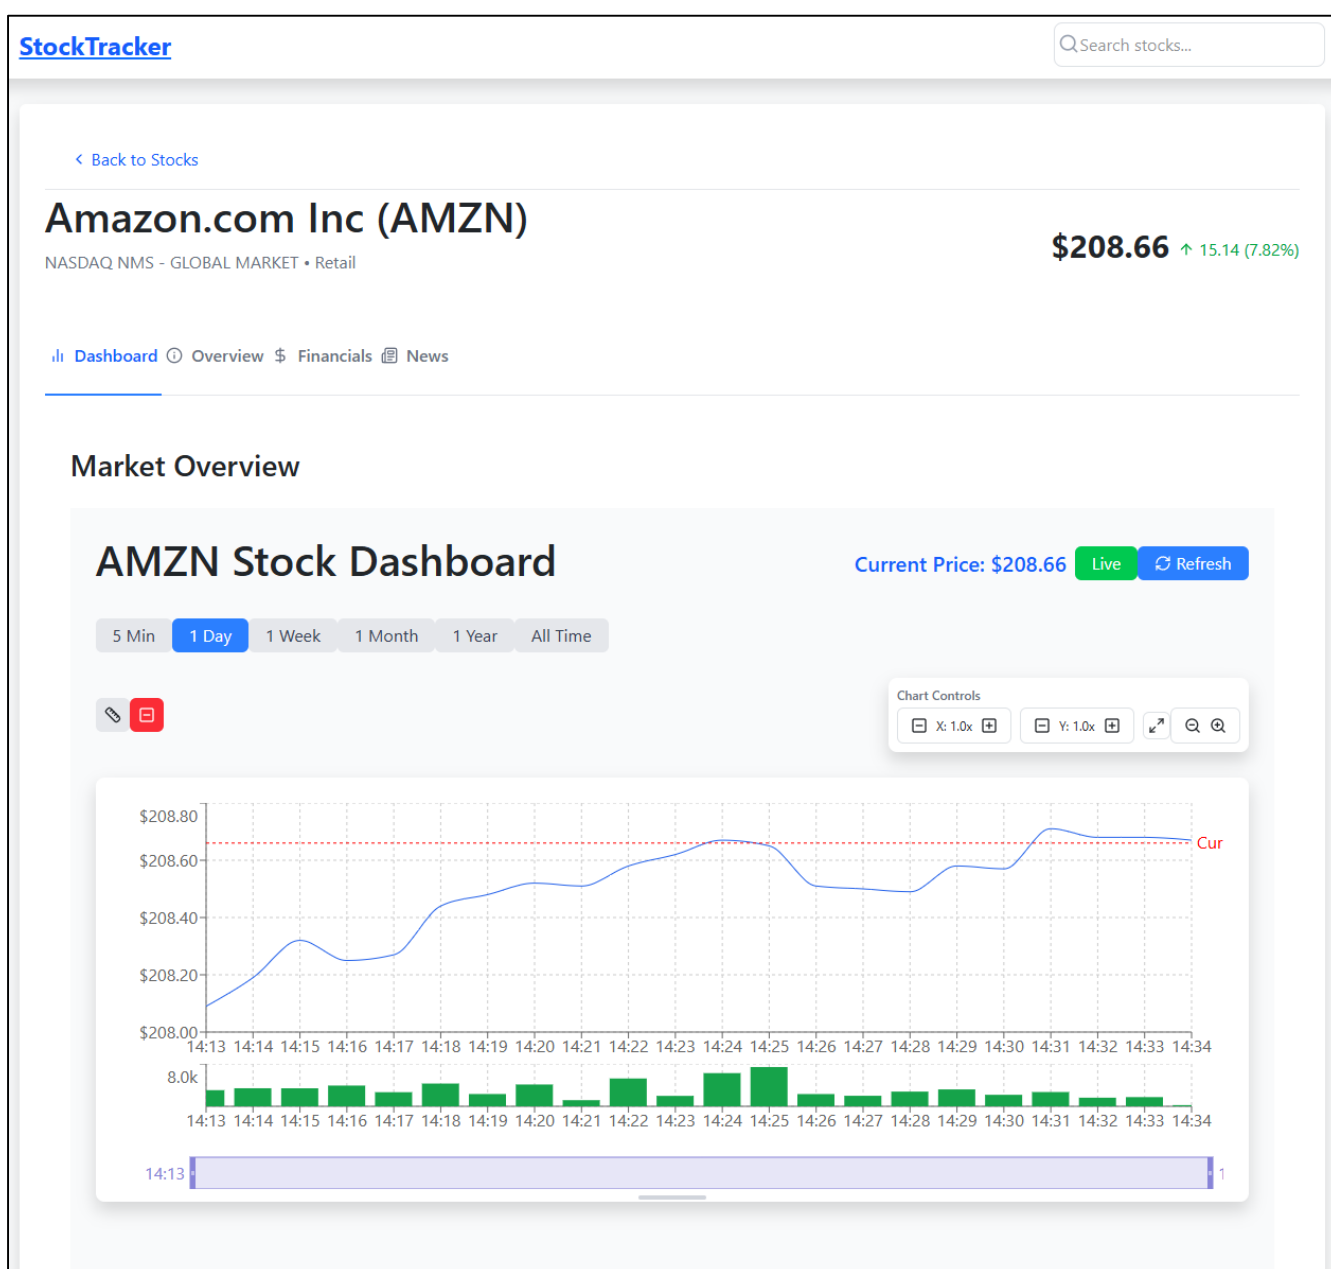 StockTracker
Search stocks...
Back to Stocks
Amazon.com Inc (AMZN)
$208.66 ↑ 15.14 (7.82%)
NASDAQ NMS - GLOBAL MARKET • Retail
Dashboard Overview Financials News
Market Overview
AMZN Stock Dashboard
Current Price: $208.66 Live Refresh
5 Min 1 Day 1 Week 1 Month 1 Year All Time
Chart Controls
X: 1.0x Y: 1.0x
$208.80
Cur
$208.60
$208.40
$208.20
$208.00
14:13 14:14 14:15 14:16 14:17 14:18 14:19 14:20 14:21 14:22 14:23 14:24 14:25 14:26 14:27 14:28 14:29 14:30 14:31 14:32 14:33 14:34
8.0k
14:13 14:14 14:15 14:16 14:17 14:18 14:19 14:20 14:21 14:22 14:23 14:24 14:25 14:26 14:27 14:28 14:29 14:30 14:31 14:32 14:33 14:34
14:13 1